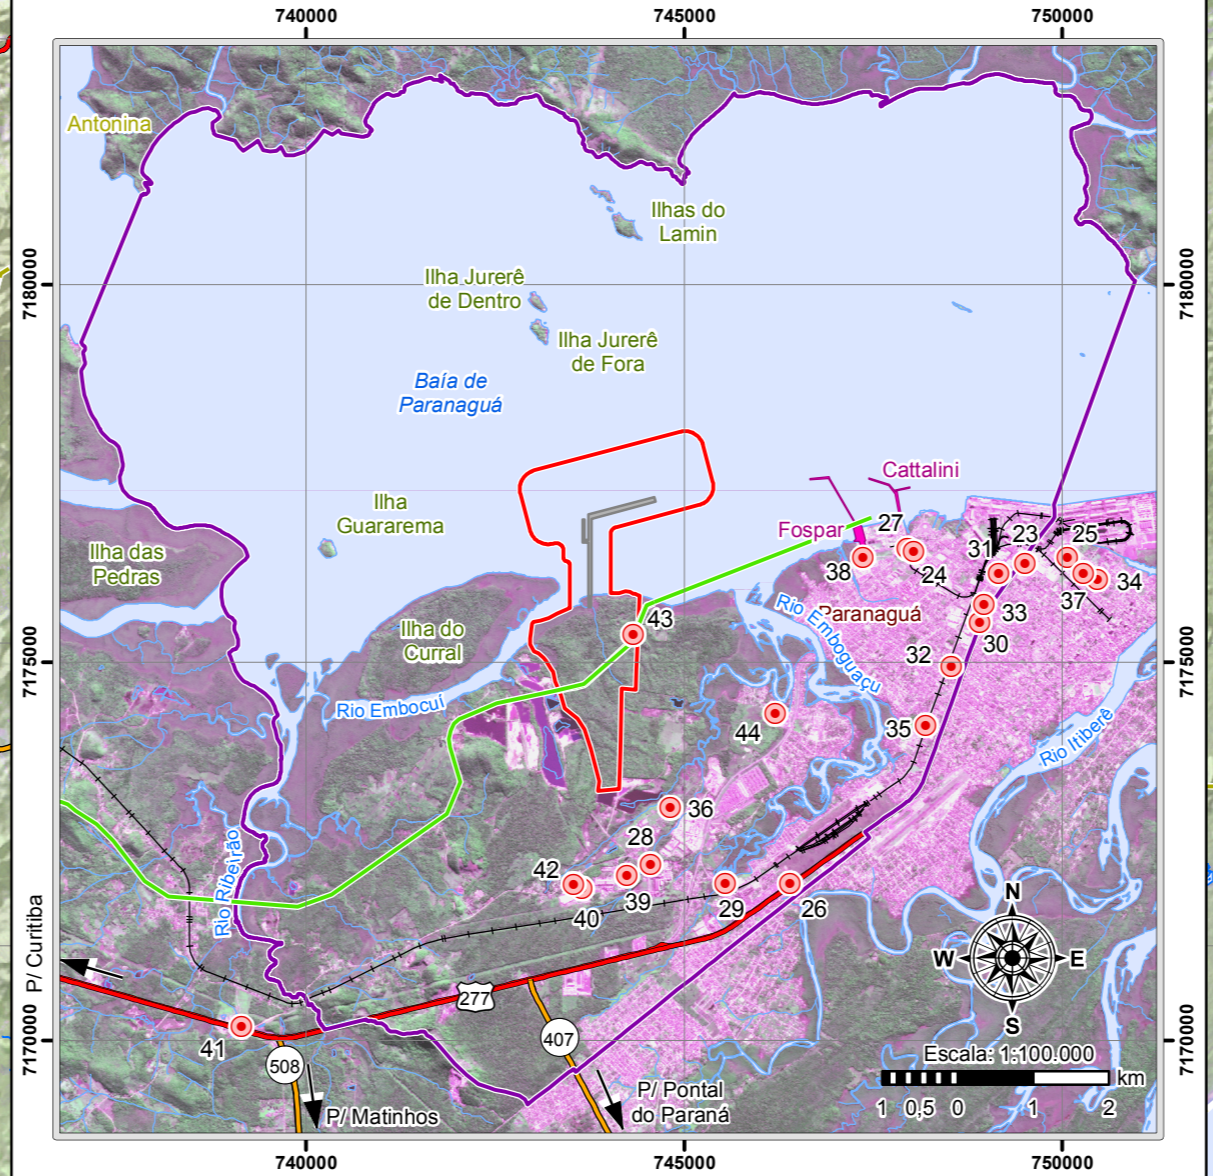 740000
745000
750000
Antonina
Ilhas do
Lamin
7180000
7180000
Ilha Jurerê
de Dentro
Ilha Jurerê
de Fora
Baía de
Paranaguá
Cattalini
Ilha
Guararema
Fospar
27
31
23
25
Ilha das
Pedras
38
24
37
34
Rio Emboguaçu
Paranaguá
33
43
30
Ilha do
Curral
7175000
7175000
32
Rio Embocuí
44
35
Rio Itiberê
36
28
42
39
40
29
26
Rio Ribeirão
P/ Curitiba
N
W
E
S
277
7170000
7170000
41
407
508
Escala: 1:100.000
km
1 0,5 0 1 2
P/ Matinhos
P/ Pontal
do Paraná
740000
745000
750000